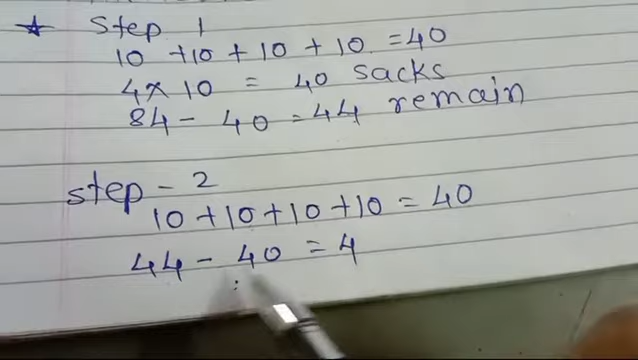 ★ Step 1
10 +10 + 10 + 10 = 40
4 × 10 = 40 sacks
84 - 40 = 44 remain
step - 2
10 + 10 + 10 + 10 = 40
44 - 40 = 4